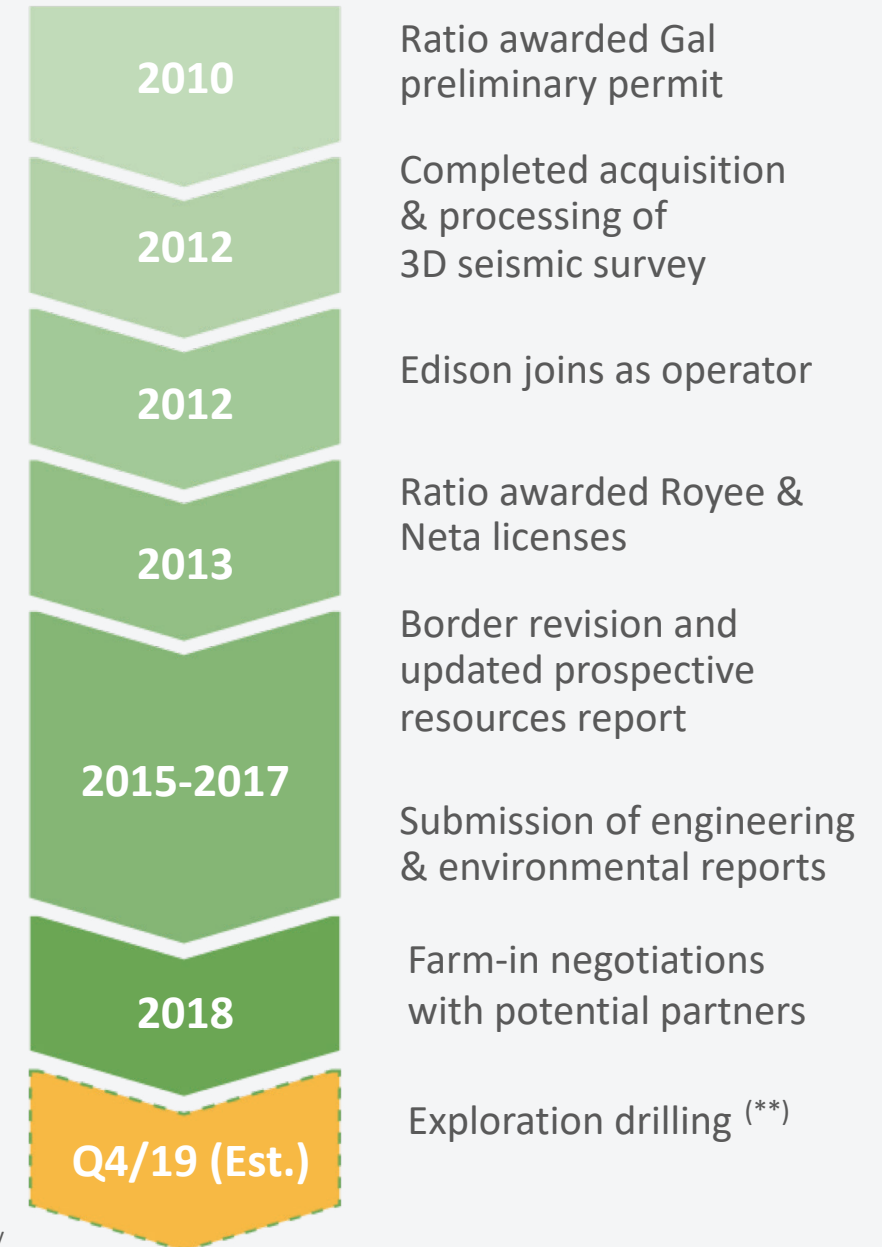 2010
Ratio awarded Gal
preliminary permit
2012
Completed acquisition
& processing of
3D seismic survey
2012
Edison joins as operator
2013
Ratio awarded Royee &
Neta licenses
2015-2017
Border revision and
updated prospective
resources report
Submission of engineering
& environmental reports
2018
Farm-in negotiations
with potential partners
Q4/19 (Est.)
Exploration drilling (**)